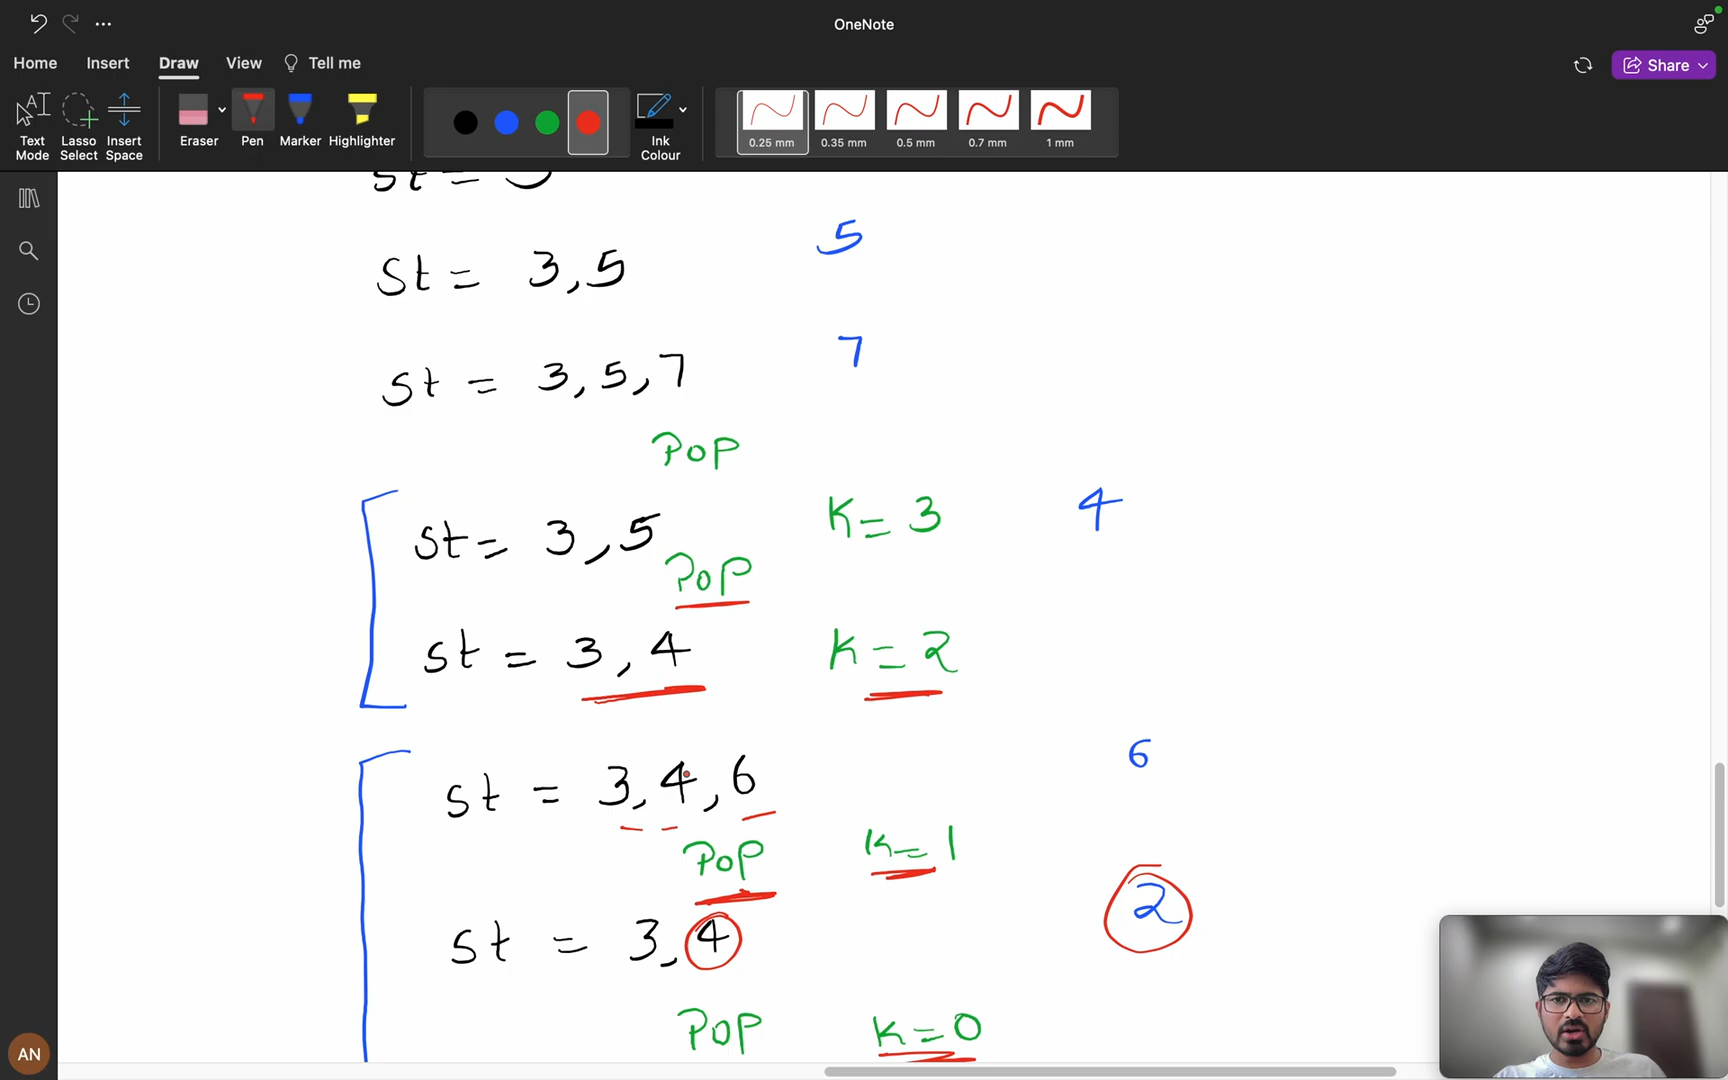 OneNote
Home Insert Draw View Tell me
Share
Text Mode
Lasso Select
Insert Space
Eraser
Pen
Marker
Highlighter
Ink Colour
0.25 mm
0.35 mm
0.5 mm
0.7 mm
1 mm
st = 3
5
St = 3,5
7
st = 3,5,7
POP
st = 3,5 K = 3 4
POP
st = 3,4 K = 2
st = 3,4,6 6
POP K = 1
2
st = 3,4
POP K = 0
AN